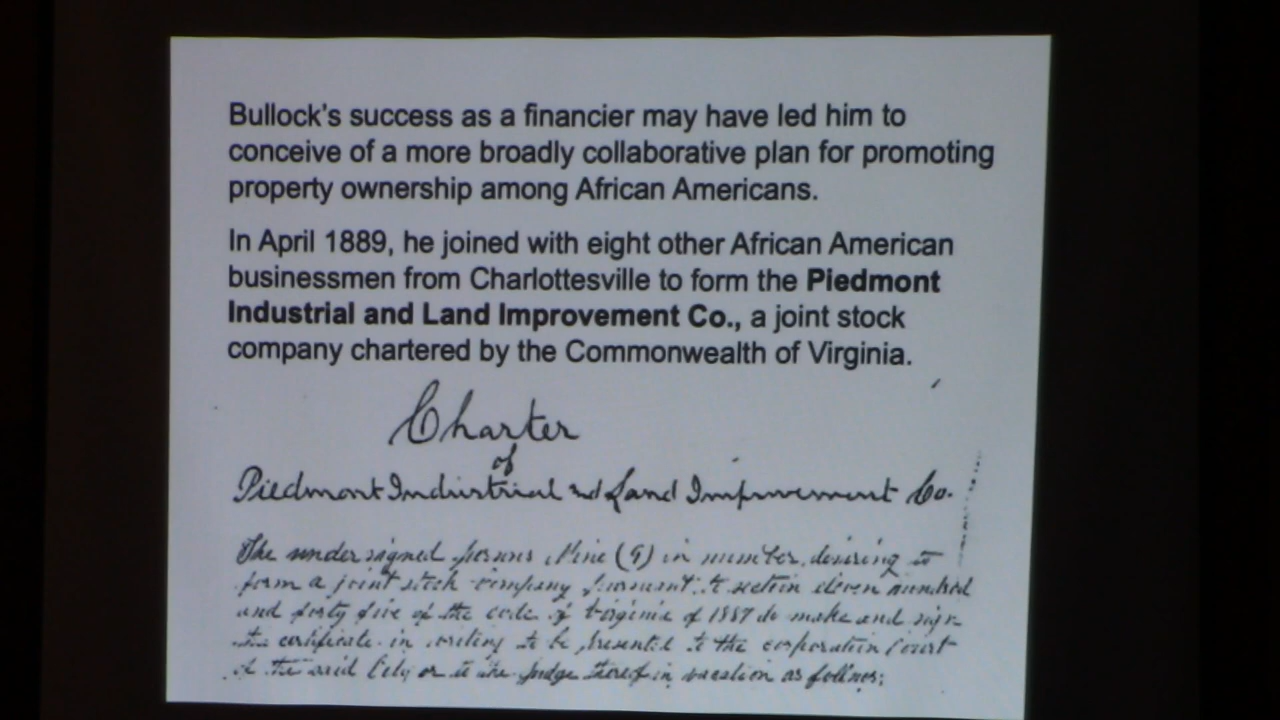 Bullock's success as a financier may have led him to
conceive of a more broadly collaborative plan for promoting
property ownership among African Americans.
In April 1889, he joined with eight other African American
businessmen from Charlottesville to form the Piedmont
Industrial and Land Improvement Co., a joint stock
company chartered by the Commonwealth of Virginia.
Charter
of
Piedmont Industrial and Land Improvement Co.
The undersigned persons Nine (9) in number, desiring to
form a joint stock company pursuant to section eleven hundred
and forty five of the code of Virginia of 1887 do make and sign
this certificate in writing to be presented to the corporation Court
of the said City or to the Judge thereof in vacation as follows: